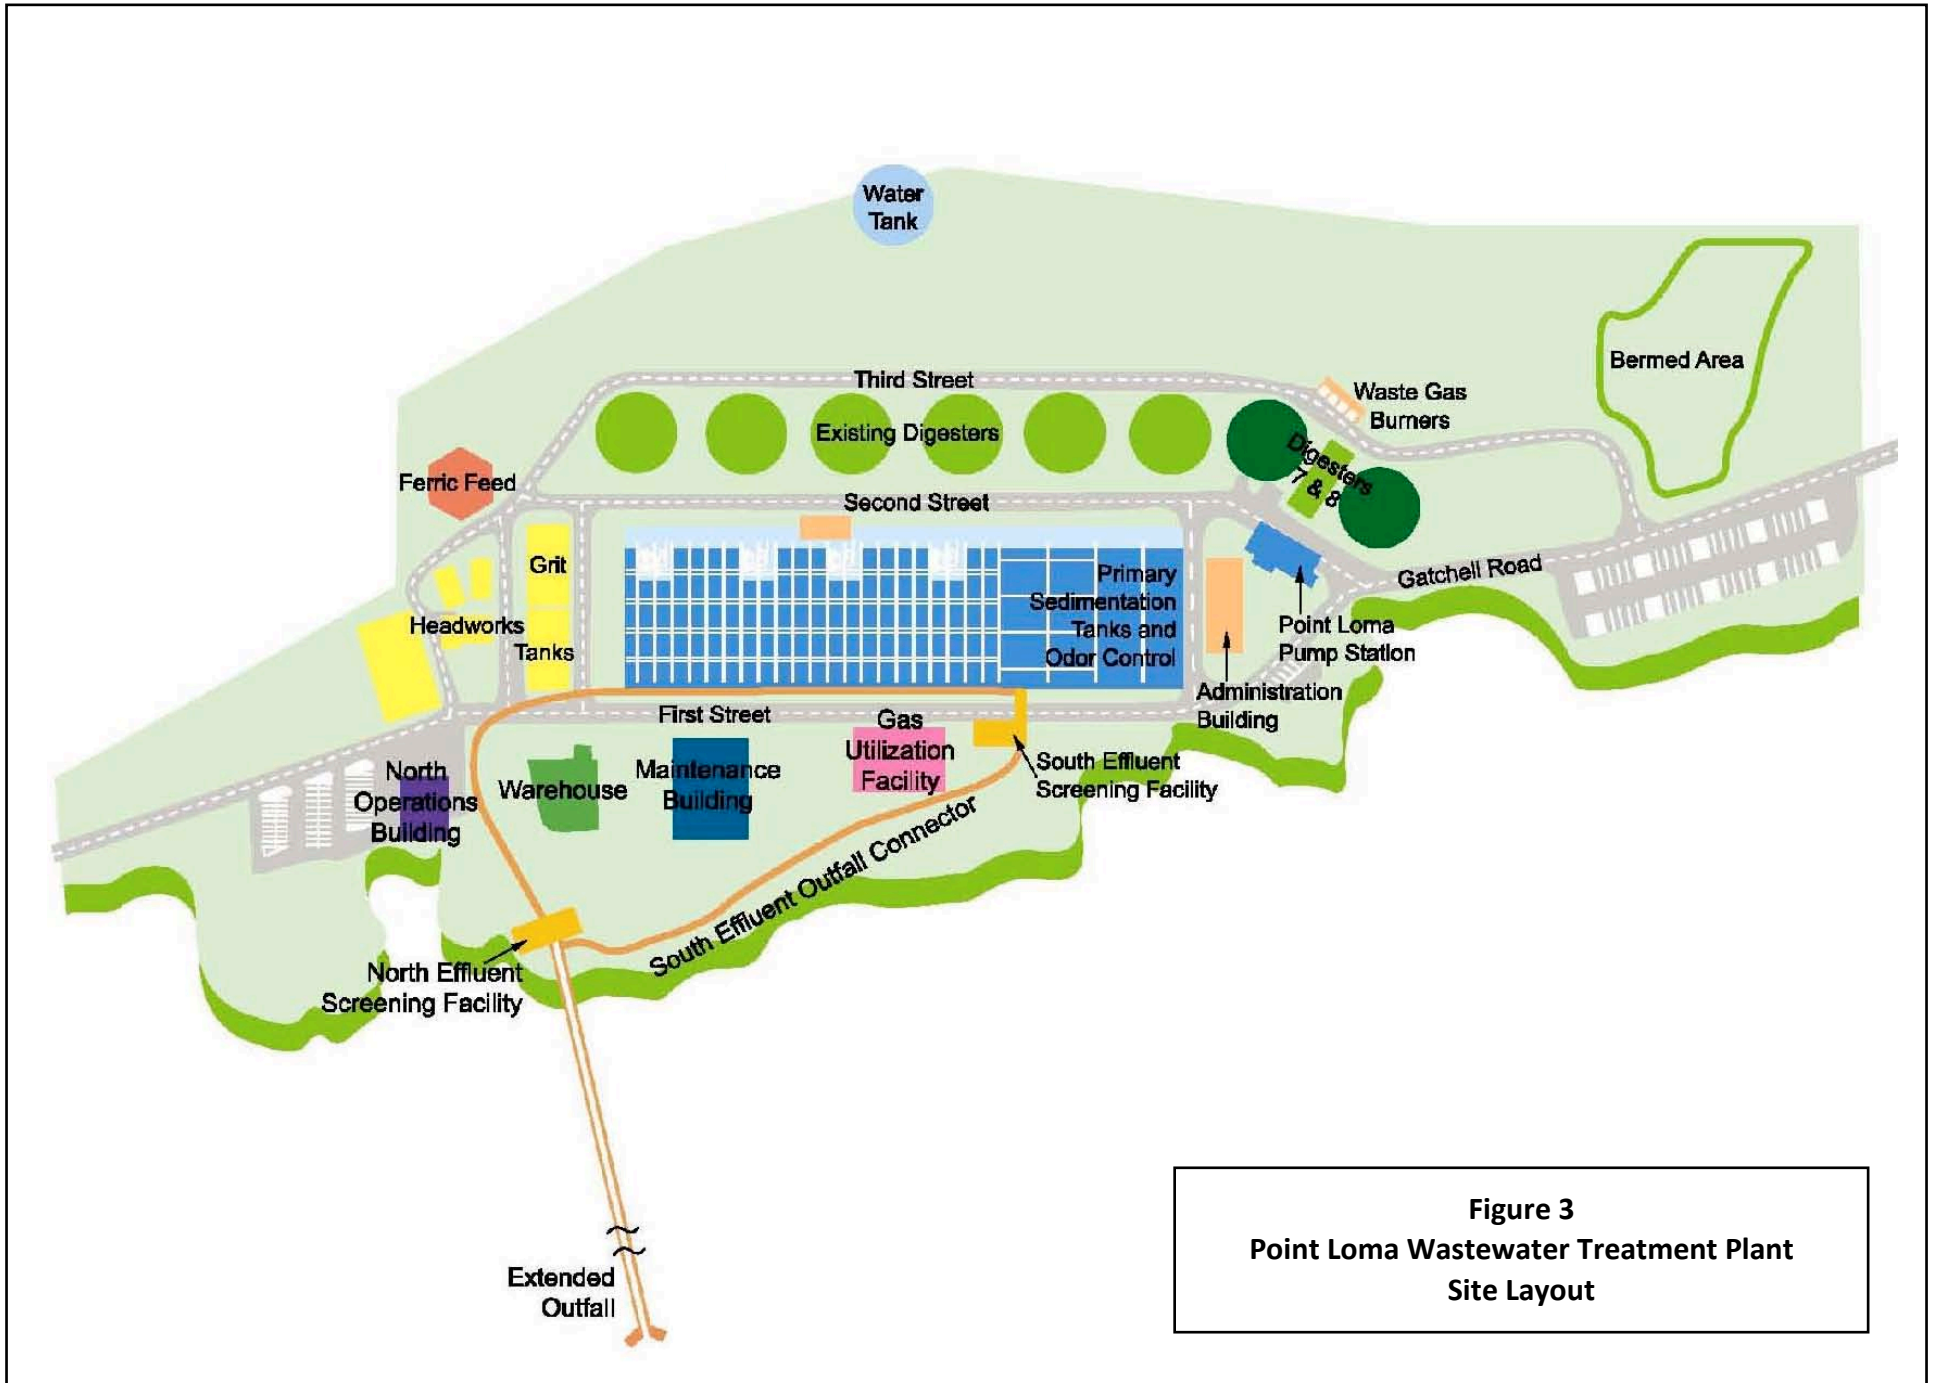 Water
Tank
Third Street
Existing Digesters
Waste Gas
Burners
Bermed Area
Digesters
7 & 8
Ferric Feed
Second Street
Grit
Tanks
Headworks
Primary
Sedimentation
Tanks and
Odor Control
Gatchell Road
Point Loma
Pump Station
Administration
Building
First Street
Gas
Utilization
Facility
South Effluent
Screening Facility
North
Operations
Building
Warehouse
Maintenance
Building
South Effluent Outfall Connector
North Effluent
Screening Facility
Extended
Outfall
Figure 3
Point Loma Wastewater Treatment Plant
Site Layout